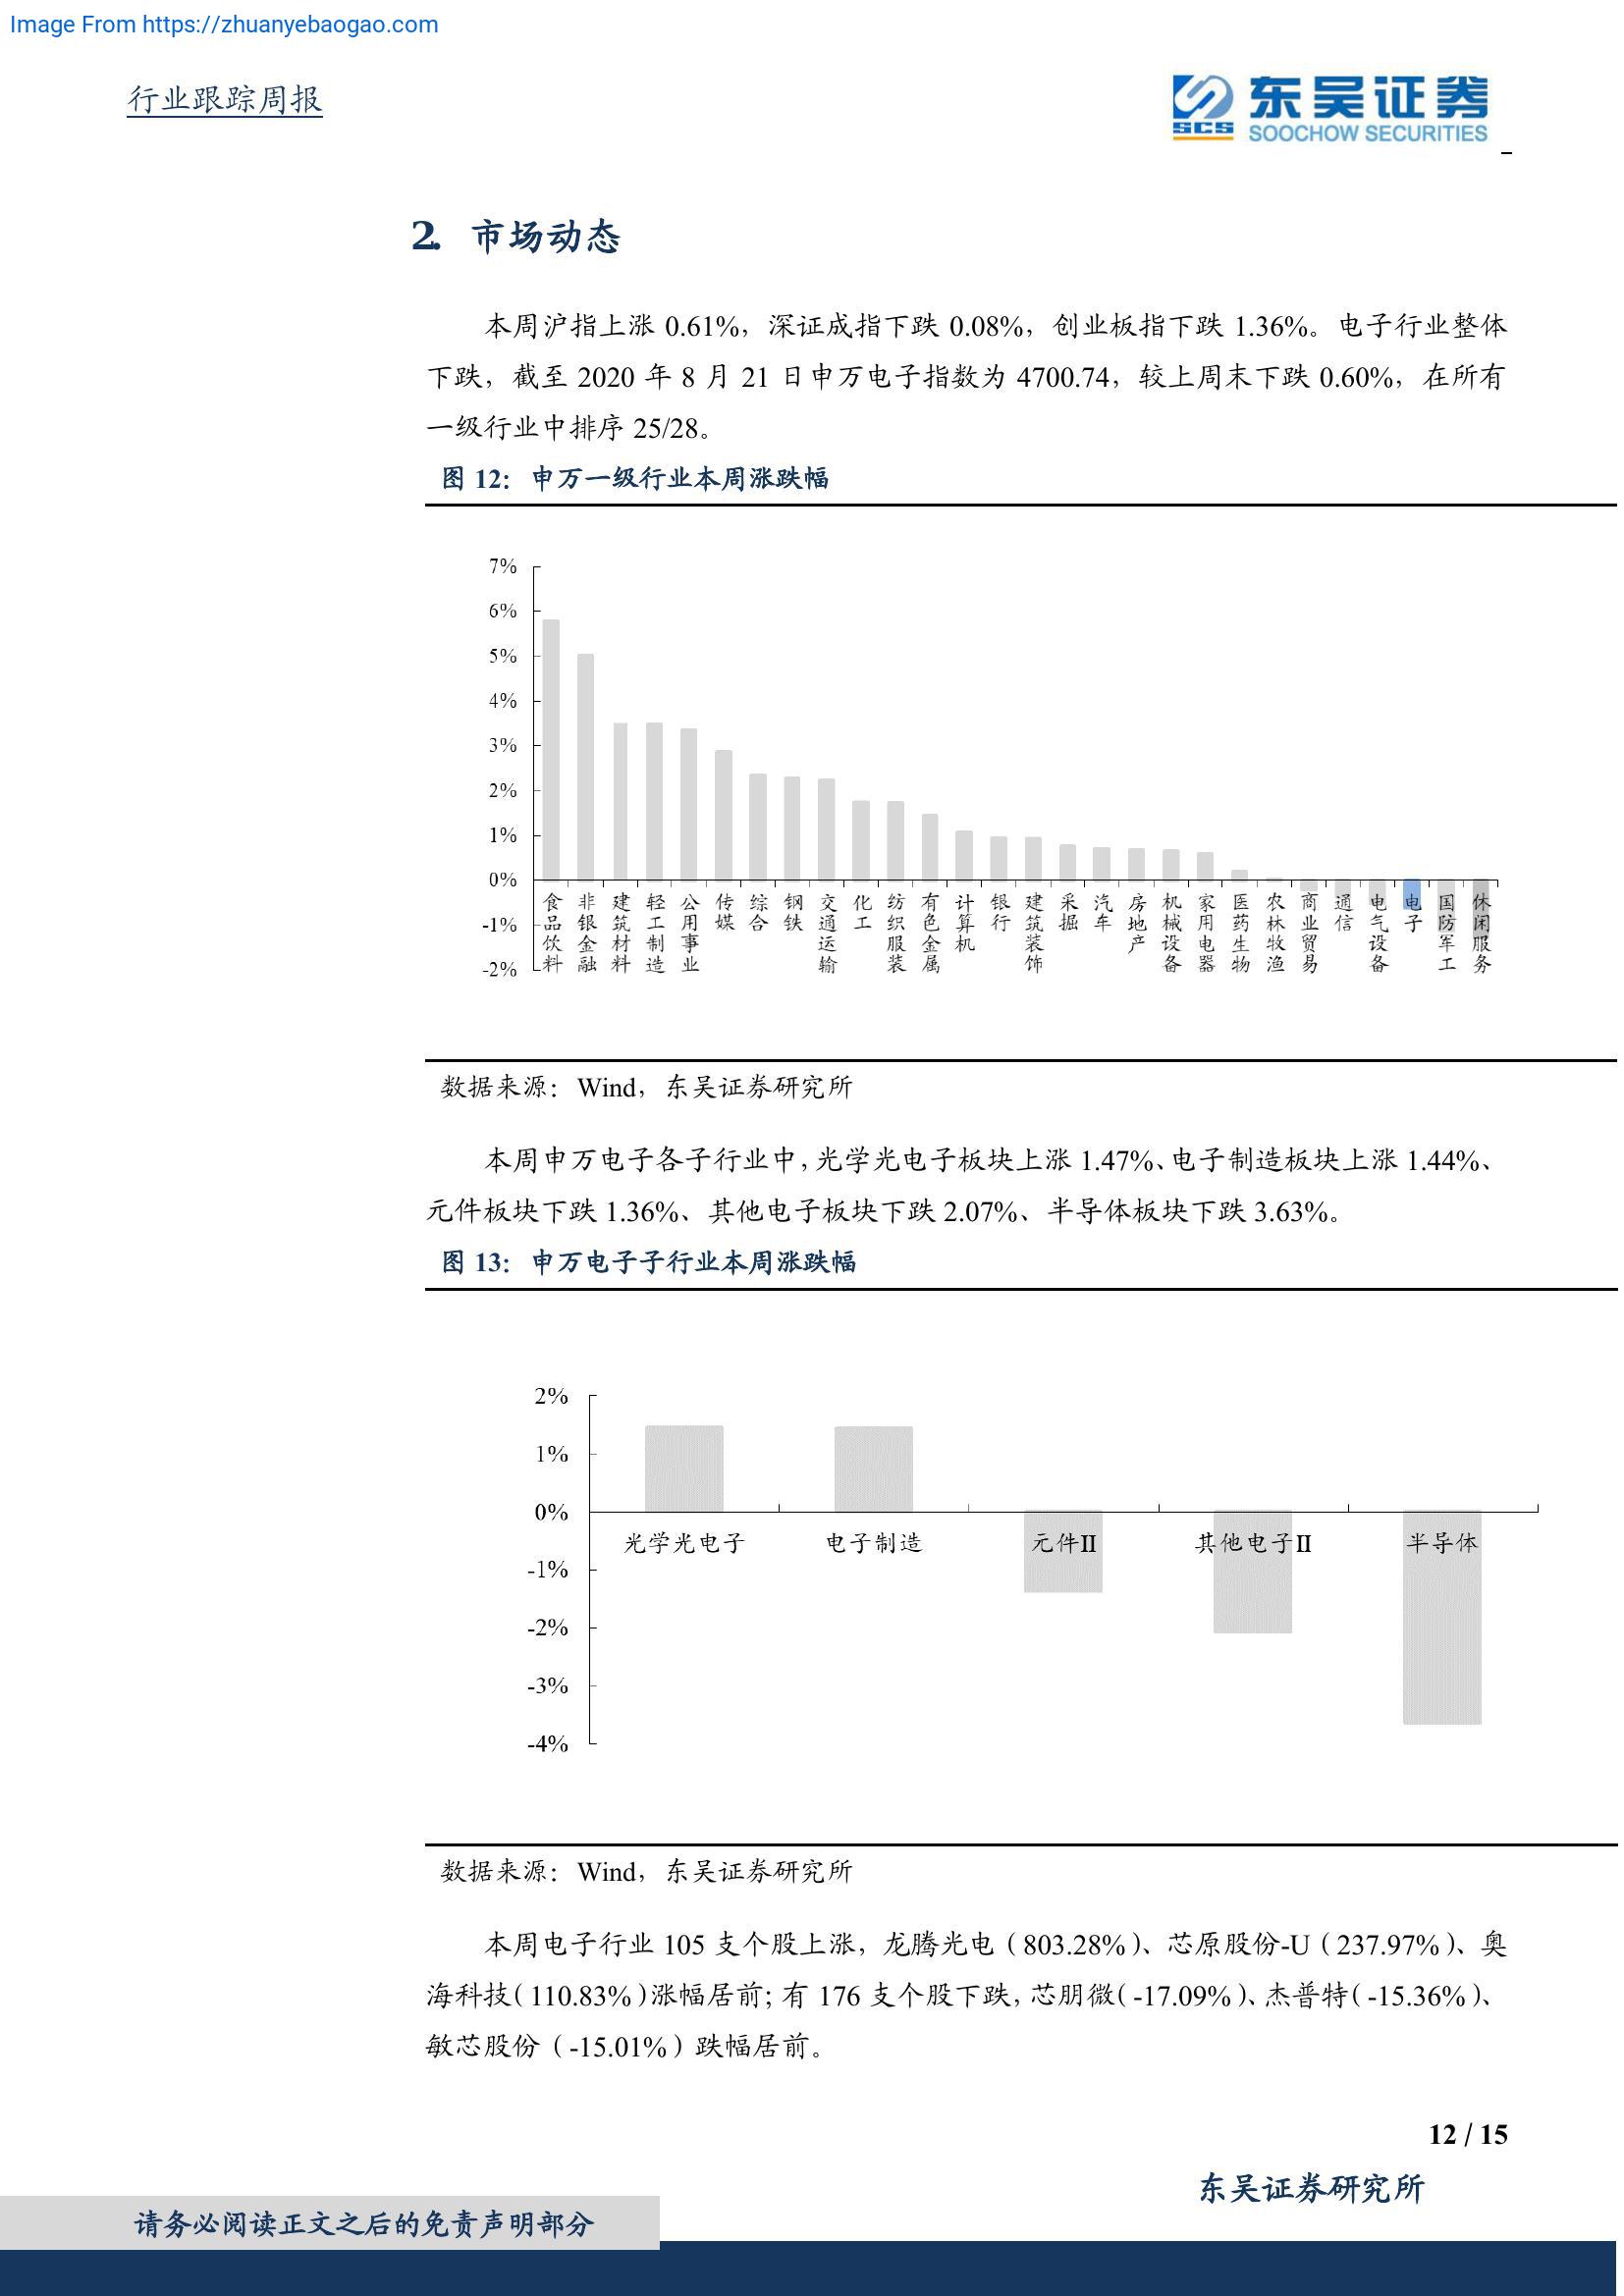 Image From https://zhuanyebaogao.com
行业跟踪周报
SCS 东吴证券
SOOCHOW SECURITIES
2. 市场动态
本周沪指上涨 0.61%，深证成指下跌 0.08%，创业板指下跌 1.36%。电子行业整体
下跌，截至 2020 年 8 月 21 日申万电子指数为 4700.74，较上周末下跌 0.60%，在所有
一级行业中排序 25/28。
图 12：申万一级行业本周涨跌幅
7%
6%
5%
4%
3%
2%
1%
0%
-1%
-2%
食品饮料
非银金融
建筑材料
轻工制造
公用事业
传媒
综合
钢铁
交通运输
化工
纺织服装
有色金属
计算机
银行
建筑装饰
采掘
汽车
房地产
机械设备
家用电器
医药生物
农林牧渔
商业贸易
通信
电气设备
电子
国防军工
休闲服务
数据来源：Wind，东吴证券研究所
本周申万电子各子行业中，光学光电子板块上涨 1.47%、电子制造板块上涨 1.44%、
元件板块下跌 1.36%、其他电子板块下跌 2.07%、半导体板块下跌 3.63%。
图 13：申万电子子行业本周涨跌幅
2%
1%
0%
-1%
-2%
-3%
-4%
光学光电子
电子制造
元件II
其他电子II
半导体
数据来源：Wind，东吴证券研究所
本周电子行业 105 支个股上涨，龙腾光电（803.28%）、芯原股份-U（237.97%）、奥
海科技（110.83%）涨幅居前；有 176 支个股下跌，芯朋微（-17.09%）、杰普特（-15.36%）、
敏芯股份（-15.01%）跌幅居前。
12 / 15
东吴证券研究所
请务必阅读正文之后的免责声明部分